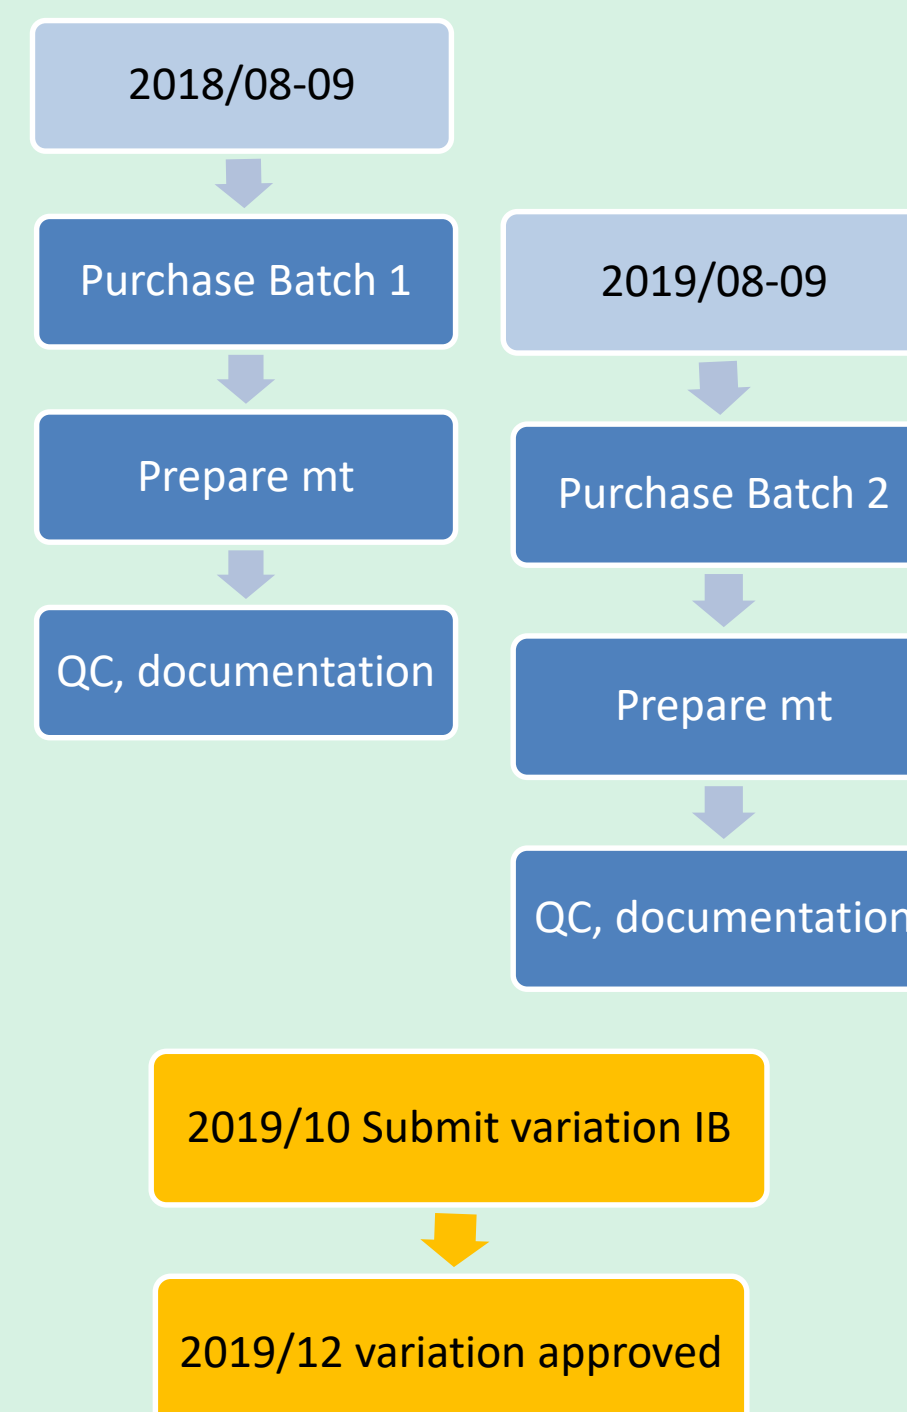 2018/08-09
Purchase Batch 1
Prepare mt
QC, documentation
2019/08-09
Purchase Batch 2
Prepare mt
QC, documentation
2019/10 Submit variation IB
2019/12 variation approved